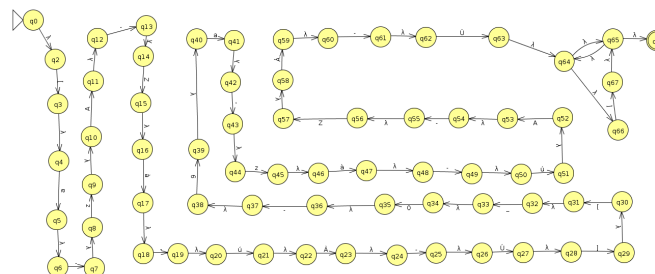 q0 q13
q12 - q40 a q41 q59 λ q60 - q61 λ q62 Ü q63 q65 λ
q2 q14 q64 λ
q11 q42 q58 q67
q3 q15
q43 q57 Z q56 λ q55 - q54 λ q53 A q52
q10 q66
q4 q16 q39
q44 z q45 λ q46 ä q47 λ q48 - q49 λ q50 ü q51
q9
q17 q38 λ q37 - q36 λ q35 q34 λ q33 _ q32 λ q31 q30
q5 q8
q18 - q19 λ q20 ü q21 λ q22 q23 λ q24 - q25 λ q26 Ü q27 λ q28 q29
q6 - q7